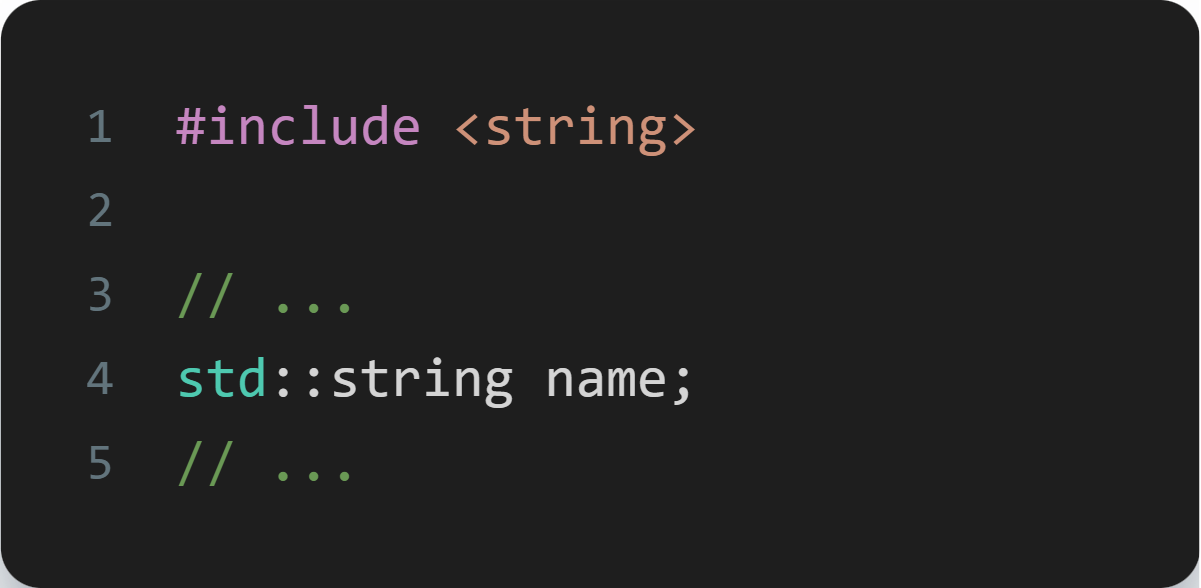 1 #include <string>
2
3 // ...
4 std::string name;
5 // ...